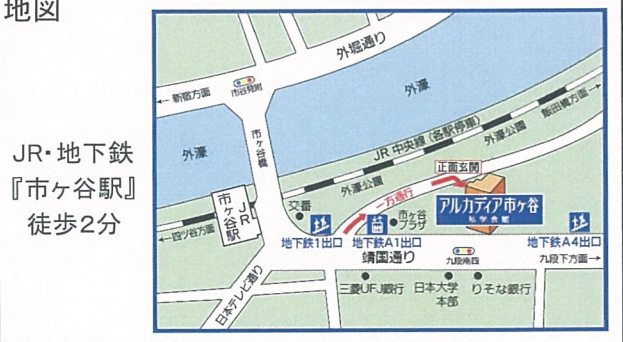 地図
JR・地下鉄
『市ヶ谷駅』
徒歩2分
外堀通り
←新宿方面
市谷見附
外濠
飯田橋方面→
市ヶ谷橋
JR中央線（各駅停車）
外濠公園
外濠
正面玄関
外濠公園
一方通行
アルカディア市ヶ谷
私学会館
JR
市ヶ谷駅
交番
市ヶ谷
プラザ
←四ツ谷方面
地下鉄1出口
地下鉄A1出口
地下鉄A4出口
靖国通り
九段南四
九段下方面→
日本テレビ通り
三菱UFJ銀行
日本大学
本部
りそな銀行